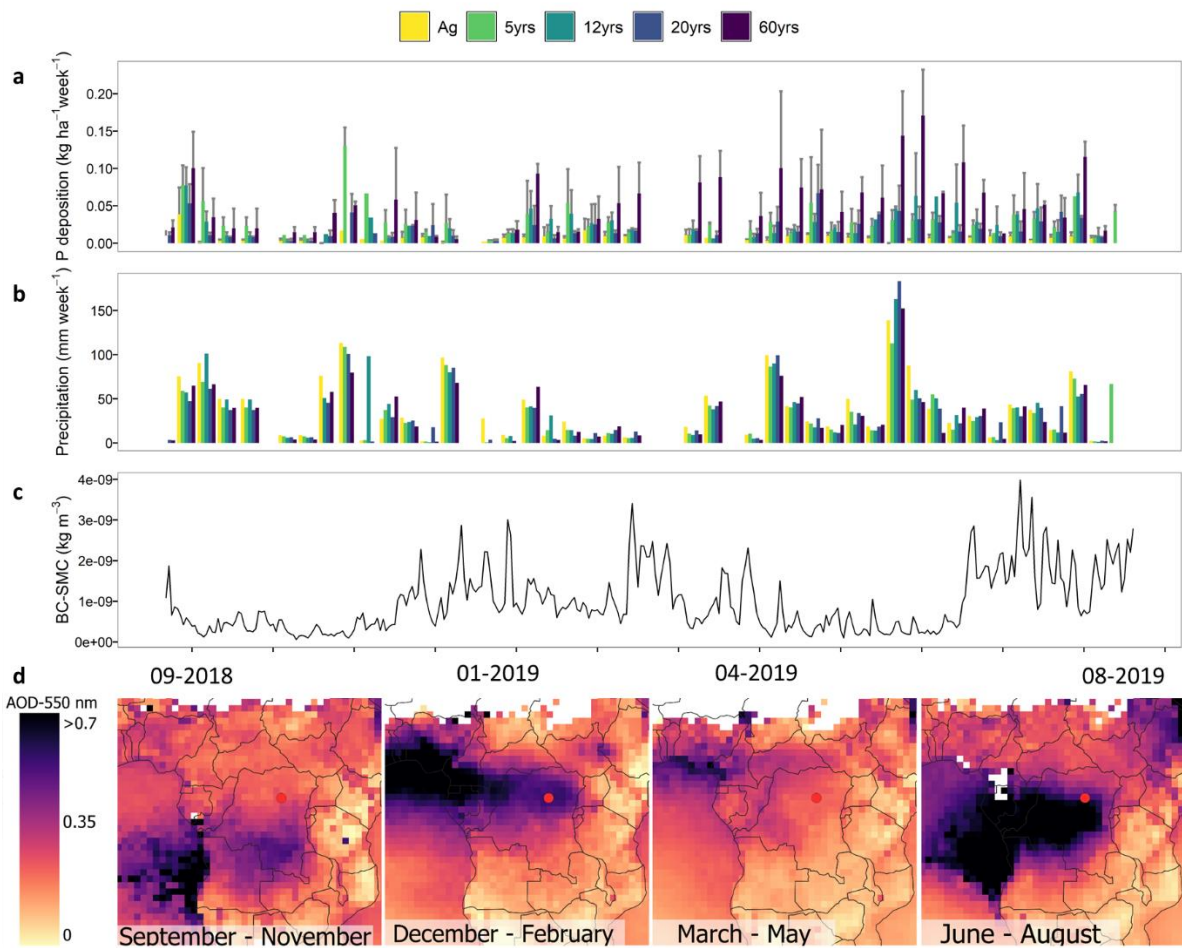 Ag 5yrs 12yrs 20yrs 60yrs
a
P deposition (kg ha⁻¹week⁻¹)
0.20
0.15
0.10
0.05
0.00
b
Precipitation (mm week⁻¹)
150
100
50
0
c
BC-SMC (kg m⁻³)
4e-09
3e-09
2e-09
1e-09
0e+00
09-2018 01-2019 04-2019 08-2019
d
AOD-550 nm
>0.7
0.35
0
September - November December - February March - May June - August